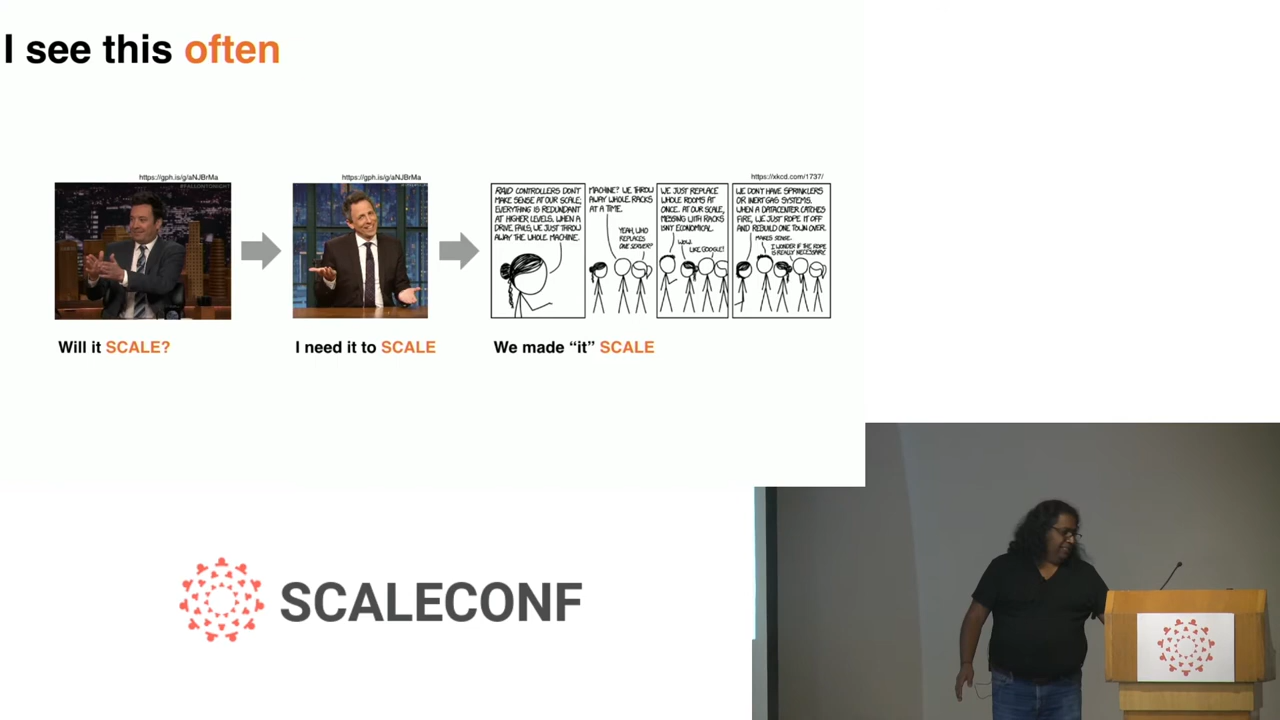 I see this often
https://gph.is/g/aNJBrMa
#FALLONTONIGHT
Will it SCALE?
https://gph.is/g/aNJBrMa
I need it to SCALE
https://xkcd.com/1737/
RAID CONTROLLERS DON'T
MAKE SENSE AT OUR SCALE;
EVERYTHING IS REDUNDANT
AT HIGHER LEVELS. WHEN A
DRIVE FAILS, WE JUST THROW
AWAY THE WHOLE MACHINE.
MACHINE? WE THROW
AWAY WHOLE RACKS
AT A TIME.
YEAH, WHO
REPLACES
ONE SERVER?
WE JUST REPLACE
WHOLE ROOMS AT
ONCE. AT OUR SCALE,
MESSING WITH RACKS
ISN'T ECONOMICAL.
WOW.
LIKE GOOGLE!
WE DON'T HAVE SPRINKLERS
OR INERT GAS SYSTEMS.
WHEN A DATACENTER CATCHES
FIRE, WE JUST ROPE IT OFF
AND REBUILD ONE TOWN OVER.
MAKES SENSE.
I WONDER IF THE ROPE
IS REALLY NECESSARY.
We made “it” SCALE
SCALECONF